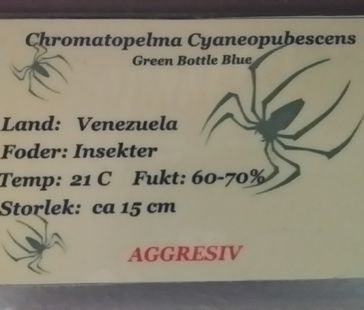 Chromatopelma Cyaneopubescens
Green Bottle Blue
Land: Venezuela
Foder: Insekter
Temp: 21 C Fukt: 60-70%
Storlek: ca 15 cm
AGGRESIV